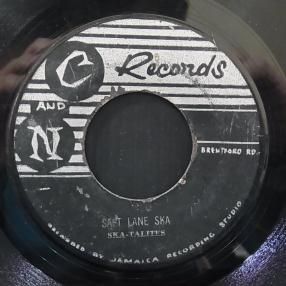 C
Records
AND
N
BRENTFORD RD.
SALT LANE SKA
SKA-TALITES
RECORDED BY JAMAICA RECORDING STUDIO